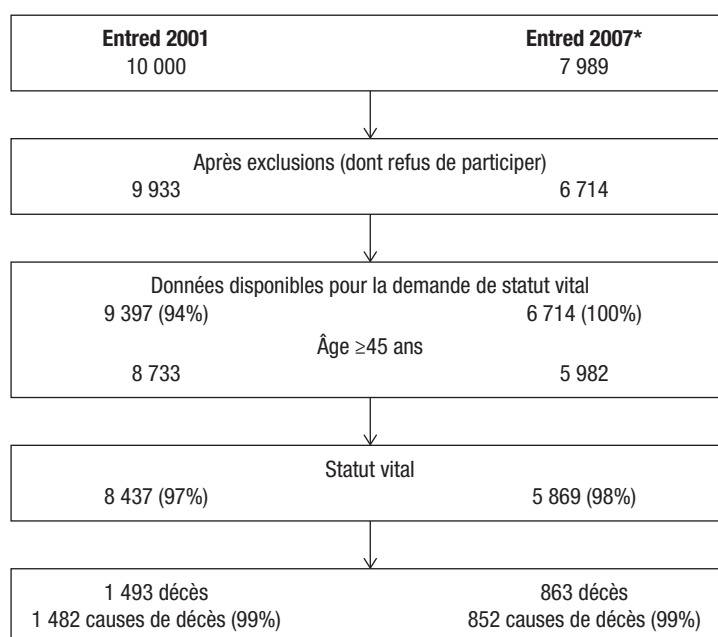 Entred 2001 Entred 2007*
10 000 7 989
Après exclusions (dont refus de participer)
9 933 6 714
Données disponibles pour la demande de statut vital
9 397 (94%) 6 714 (100%)
Âge ≥45 ans
8 733 5 982
Statut vital
8 437 (97%) 5 869 (98%)
1 493 décès 863 décès
1 482 causes de décès (99%) 852 causes de décès (99%)